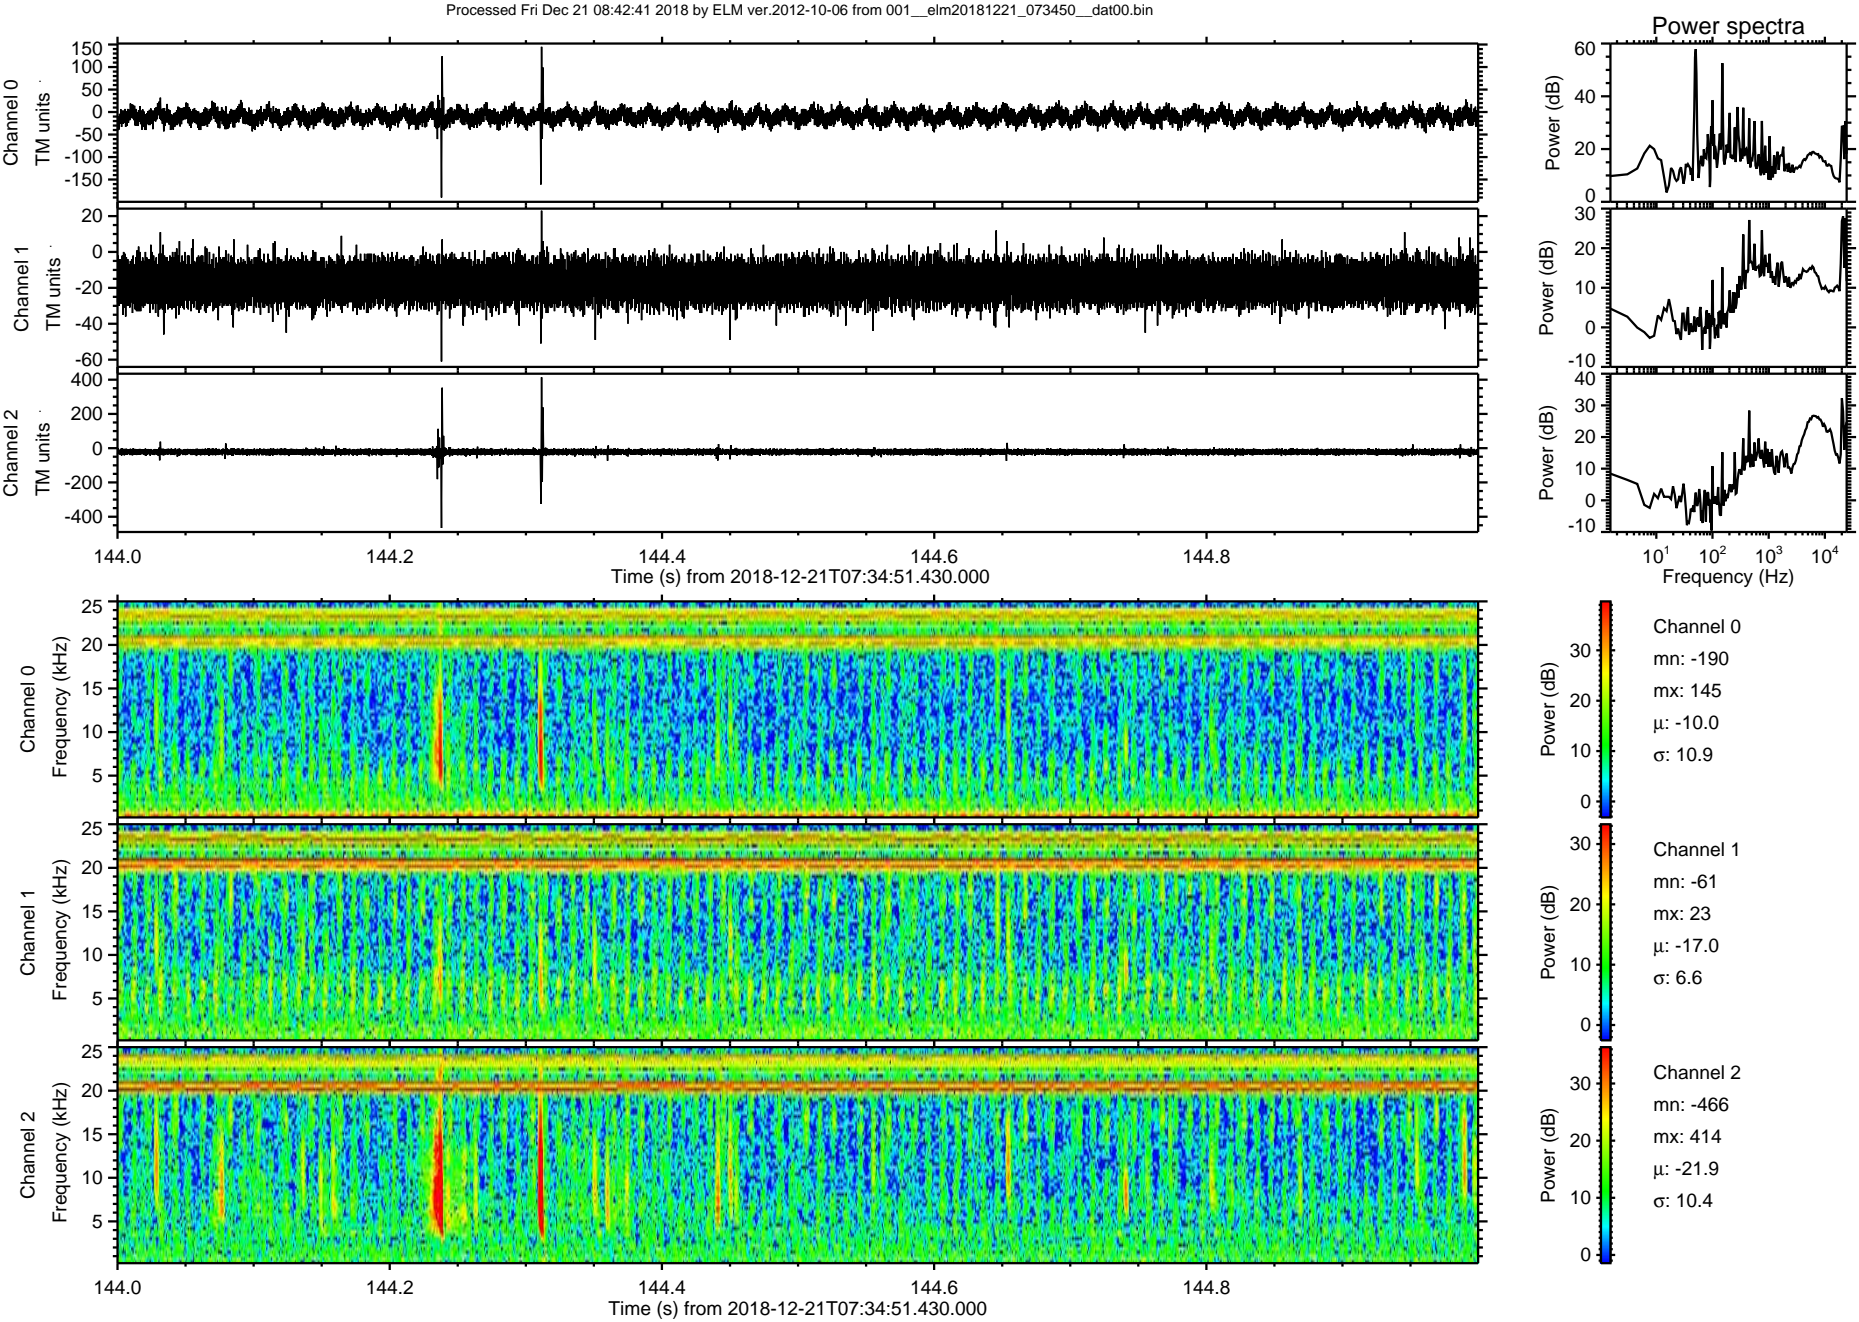 Processed Fri Dec 21 08:42:41 2018 by ELM ver.2012-10-06 from 001__elm20181221_073450__dat00.bin
Power spectra
Channel 0
TM units
150
100
50
0
-50
-100
-150
Power (dB)
60
40
20
0
Channel 1
TM units
20
0
-20
-40
-60
Power (dB)
30
20
10
0
-10
Channel 2
TM units
400
200
0
-200
-400
Power (dB)
40
30
20
10
0
-10
144.0 144.2 144.4 144.6 144.8
Time (s) from 2018-12-21T07:34:51.430.000
10^1 10^2 10^3 10^4
Frequency (Hz)
Channel 0
Frequency (kHz)
25
20
15
10
5
Power (dB)
30
20
10
0
Channel 0
mn: -190
mx: 145
μ: -10.0
σ: 10.9
Channel 1
Frequency (kHz)
25
20
15
10
5
Power (dB)
30
20
10
0
Channel 1
mn: -61
mx: 23
μ: -17.0
σ: 6.6
Channel 2
Frequency (kHz)
25
20
15
10
5
Power (dB)
30
20
10
0
Channel 2
mn: -466
mx: 414
μ: -21.9
σ: 10.4
144.0 144.2 144.4 144.6 144.8
Time (s) from 2018-12-21T07:34:51.430.000